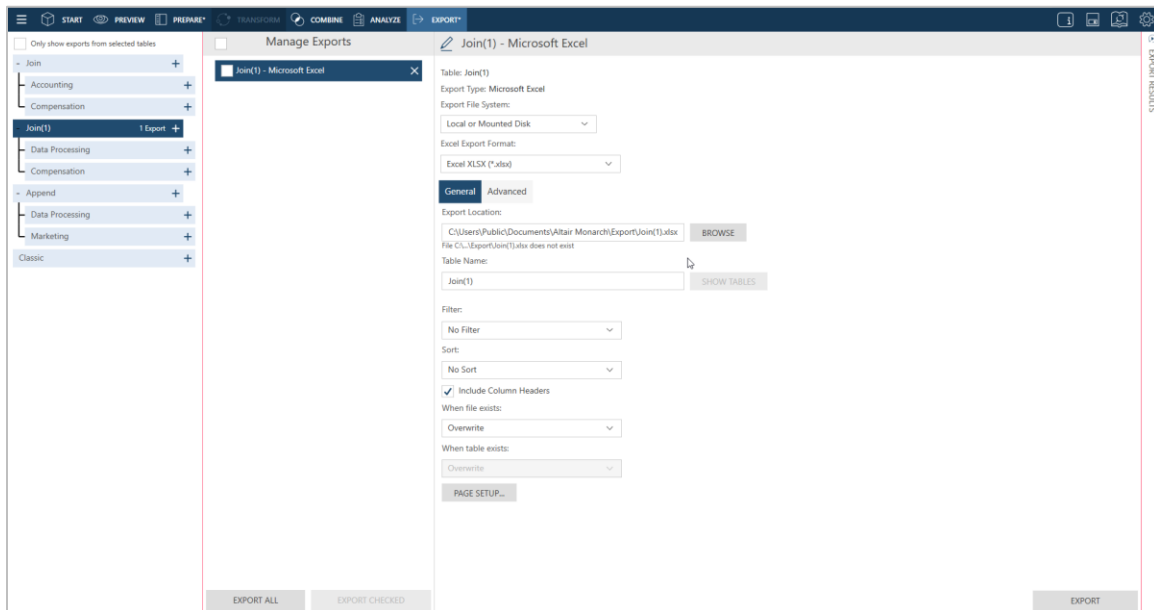 START PREVIEW PREPARE* TRANSFORM COMBINE ANALYZE EXPORT*
Only show exports from selected tables
- Join +
Accounting +
Compensation +
- Join(1) 1 Export +
Data Processing +
Compensation +
- Append +
Data Processing +
Marketing +
Classic +
Manage Exports
Join(1) - Microsoft Excel
EXPORT ALL EXPORT CHECKED
Join(1) - Microsoft Excel
Table: Join(1)
Export Type: Microsoft Excel
Export File System:
Local or Mounted Disk
Excel Export Format:
Excel XLSX (*.xlsx)
General Advanced
Export Location:
C:\Users\Public\Documents\Altair Monarch\Export\Join(1).xlsx BROWSE
File C:\...\Export\Join(1).xlsx does not exist
Table Name:
Join(1) SHOW TABLES
Filter:
No Filter
Sort:
No Sort
Include Column Headers
When file exists:
Overwrite
When table exists:
Overwrite
PAGE SETUP...
EXPORT
EXPORT RESULTS